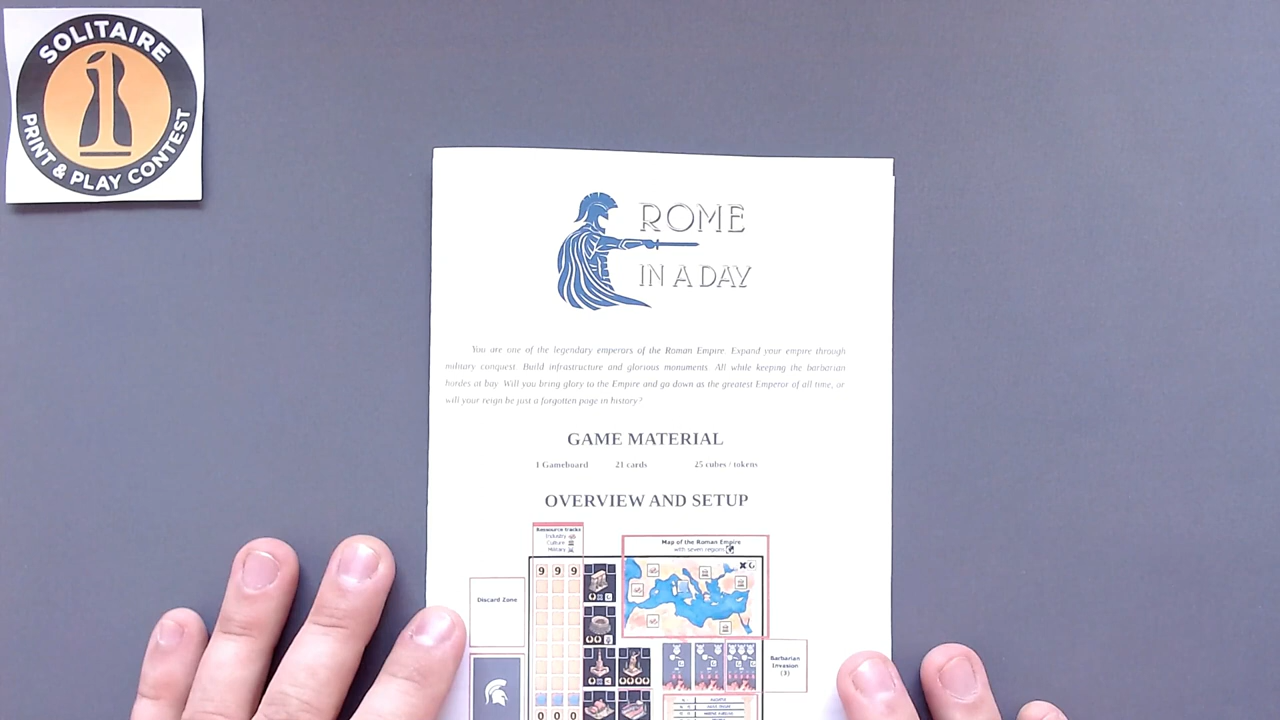 SOLITAIRE
1
PRINT & PLAY CONTEST
ROME
IN A DAY
You are one of the legendary emperors of the Roman Empire. Expand your empire through
military conquest. Build infrastructure and glorious monuments. All while keeping the barbarian
hordes at bay. Will you bring glory to the Empire and go down as the greatest Emperor of all time, or
will your reign be just a forgotten page in history?
GAME MATERIAL
1 Gameboard 21 cards 25 cubes / tokens
OVERVIEW AND SETUP
Ressource tracks
Industry
Culture
Military
Map of the Roman Empire
with seven regions
9 9 9
Discard Zone
Barbarian
Invasion
(3)
0 0 0